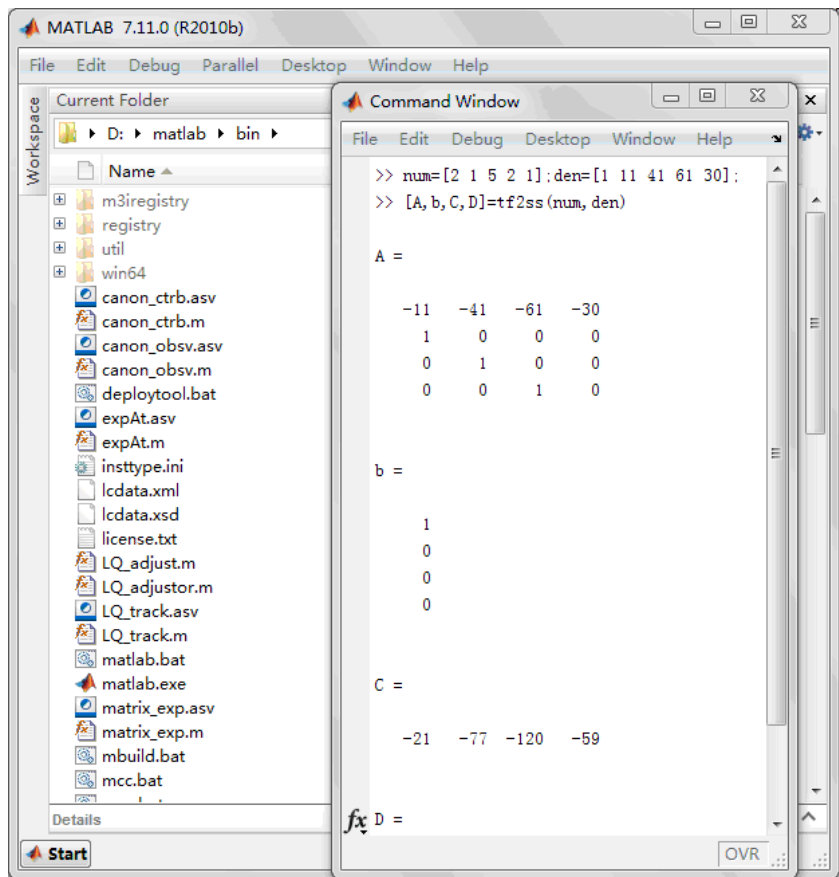 MATLAB 7.11.0 (R2010b)
File Edit Debug Parallel Desktop Window Help
Workspace
Current Folder
D: matlab bin
Name
m3iregistry
registry
util
win64
canon_ctrb.asv
canon_ctrb.m
canon_obsv.asv
canon_obsv.m
deploytool.bat
expAt.asv
expAt.m
insttype.ini
lcdata.xml
lcdata.xsd
license.txt
LQ_adjust.m
LQ_adjustor.m
LQ_track.asv
LQ_track.m
matlab.bat
matlab.exe
matrix_exp.asv
matrix_exp.m
mbuild.bat
mcc.bat
Details
Start
Command Window
File Edit Debug Desktop Window Help
>> num=[2 1 5 2 1];den=[1 11 41 61 30];
>> [A,b,C,D]=tf2ss(num,den)
A =
-11 -41 -61 -30
1 0 0 0
0 1 0 0
0 0 1 0
b =
1
0
0
0
C =
-21 -77 -120 -59
fx D =
OVR